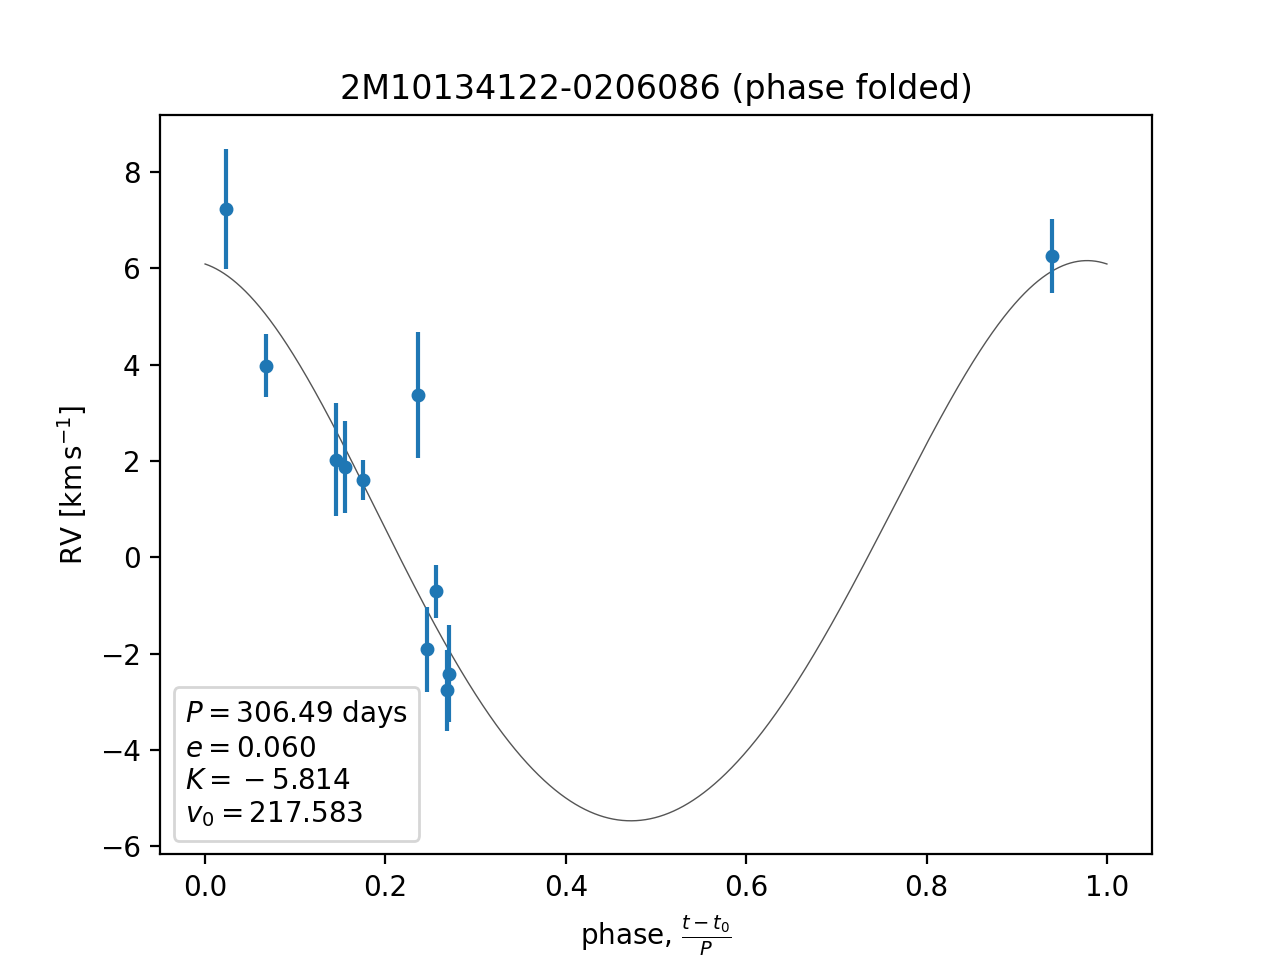 2M10134122-0206086 (phase folded)
8
6
4
2
0
−2
−4
−6
RV [km s⁻¹]
P = 306.49 days
e = 0.060
K = −5.814
v₀ = 217.583
0.0 0.2 0.4 0.6 0.8 1.0
phase, (t − t₀)/P